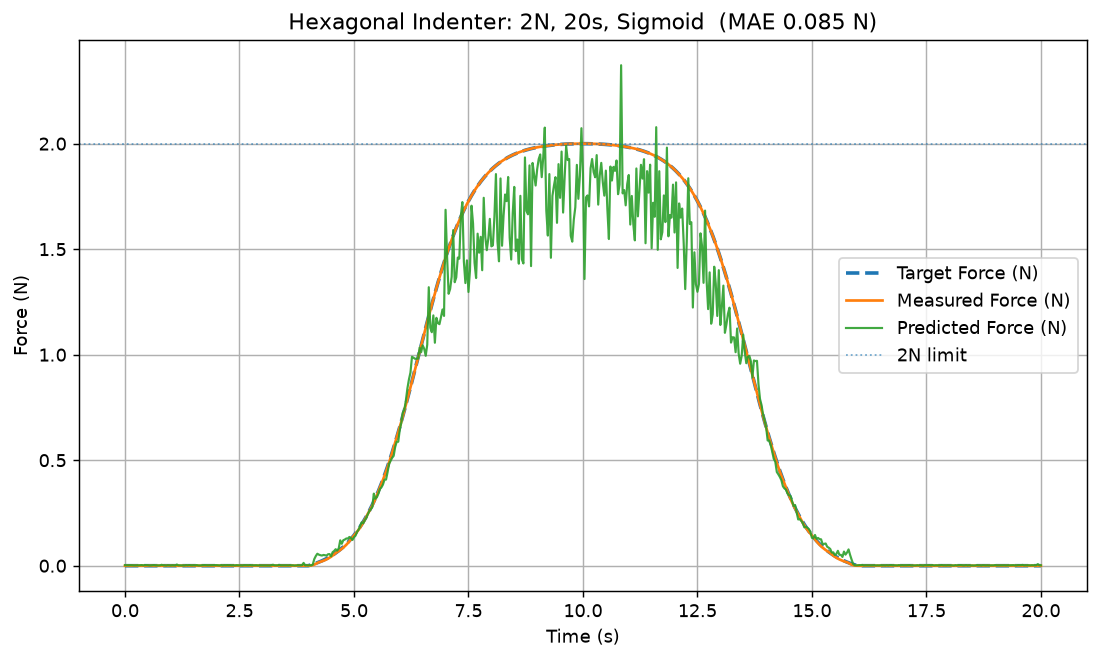 Hexagonal Indenter: 2N, 20s, Sigmoid  (MAE 0.085 N)
Force (N)
2.0
1.5
1.0
0.5
0.0
Target Force (N)
Measured Force (N)
Predicted Force (N)
2N limit
0.0 2.5 5.0 7.5 10.0 12.5 15.0 17.5 20.0
Time (s)